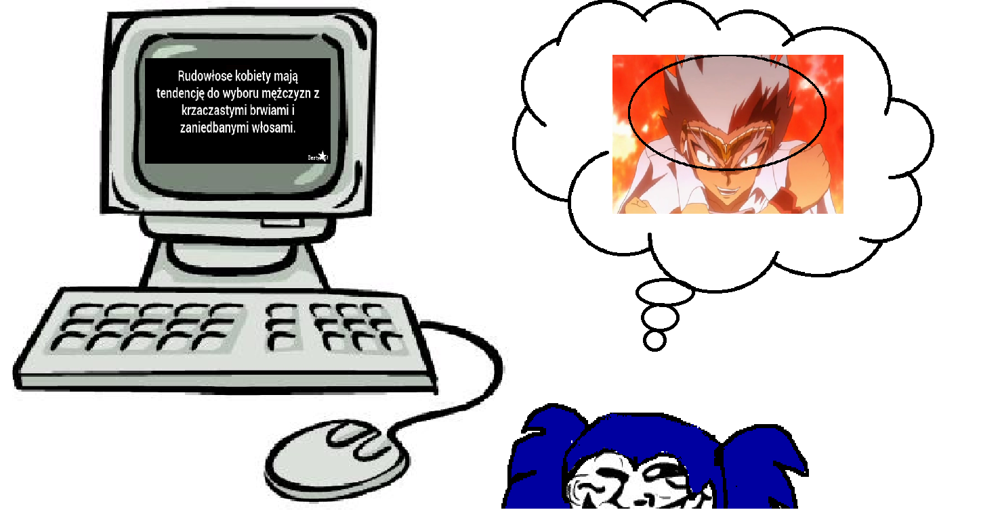 Rudowłose kobiety mają
tendencję do wyboru mężczyzn z
krzaczastymi brwiami i
zaniedbanymi włosami.